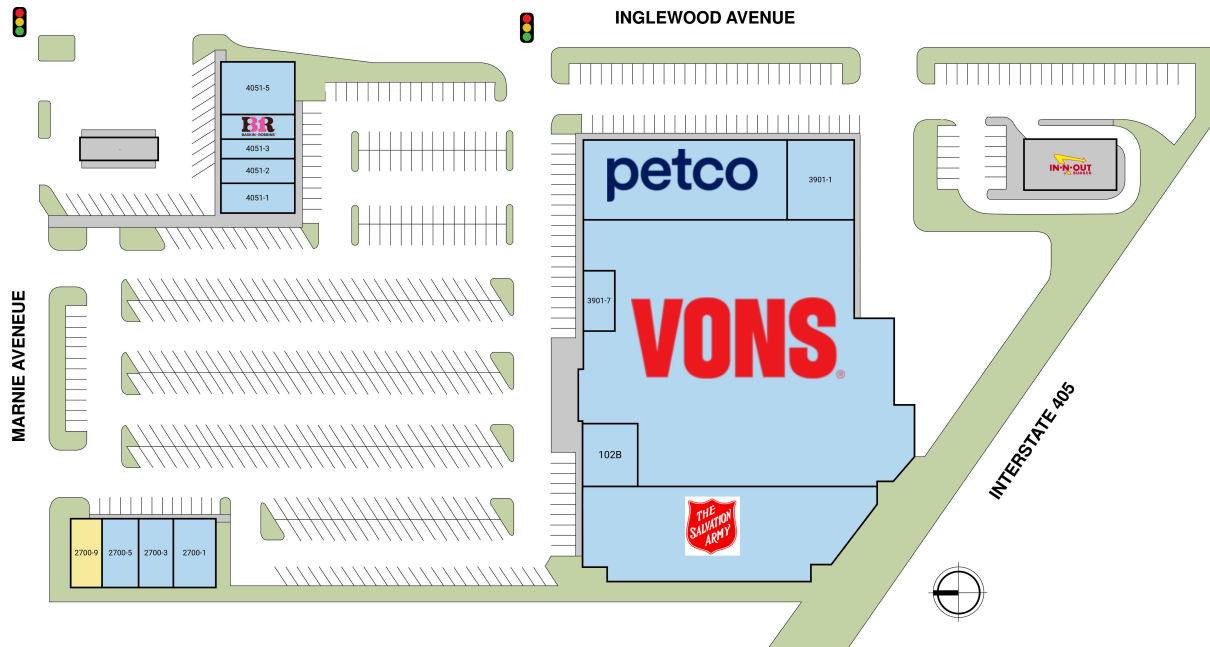 INGLEWOOD AVENUE
4051-5
BR
BASKIN-ROBBINS
4051-3
4051-2
4051-1
petco
3901-1
IN-N-OUT
BURGER
3901-7
VONS®
MARNIE AVENEUE
INTERSTATE 405
102B
THE
SALVATION
ARMY
2700-9
2700-5
2700-3
2700-1